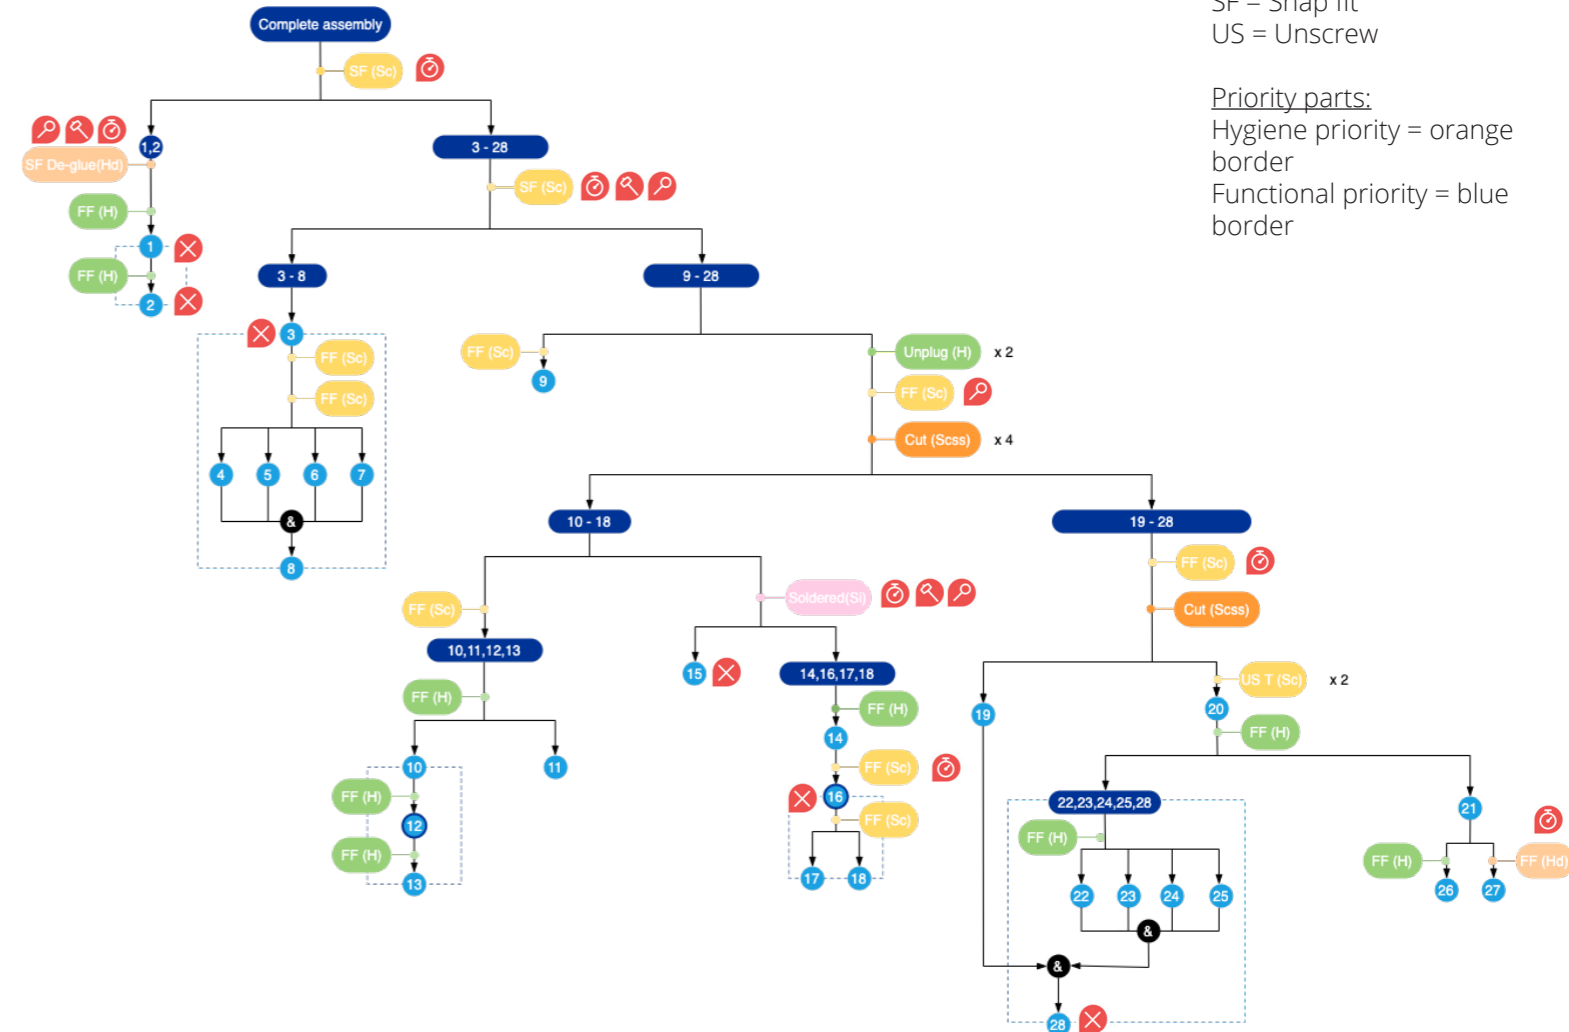 SF = Snap fit
US = Unscrew
Priority parts:
Hygiene priority = orange
border
Functional priority = blue
border
Complete assembly
SF (Sc)
1,2
3 - 28
SF De-glue(Hd)
SF (Sc)
FF (H)
1
FF (H)
2
3 - 8
9 - 28
3
FF (Sc)
FF (Sc)
4
5
6
7
&
8
FF (Sc)
9
Unplug (H)
x 2
FF (Sc)
Cut (Scss)
x 4
10 - 18
19 - 28
FF (Sc)
10,11,12,13
FF (H)
10
11
FF (H)
12
FF (H)
13
Soldered(Si)
15
14,16,17,18
FF (H)
14
FF (Sc)
16
FF (Sc)
17
18
FF (Sc)
Cut (Scss)
19
US T (Sc)
x 2
20
FF (H)
22,23,24,25,28
FF (H)
22
23
24
25
&
&
28
21
FF (H)
FF (Hd)
26
27